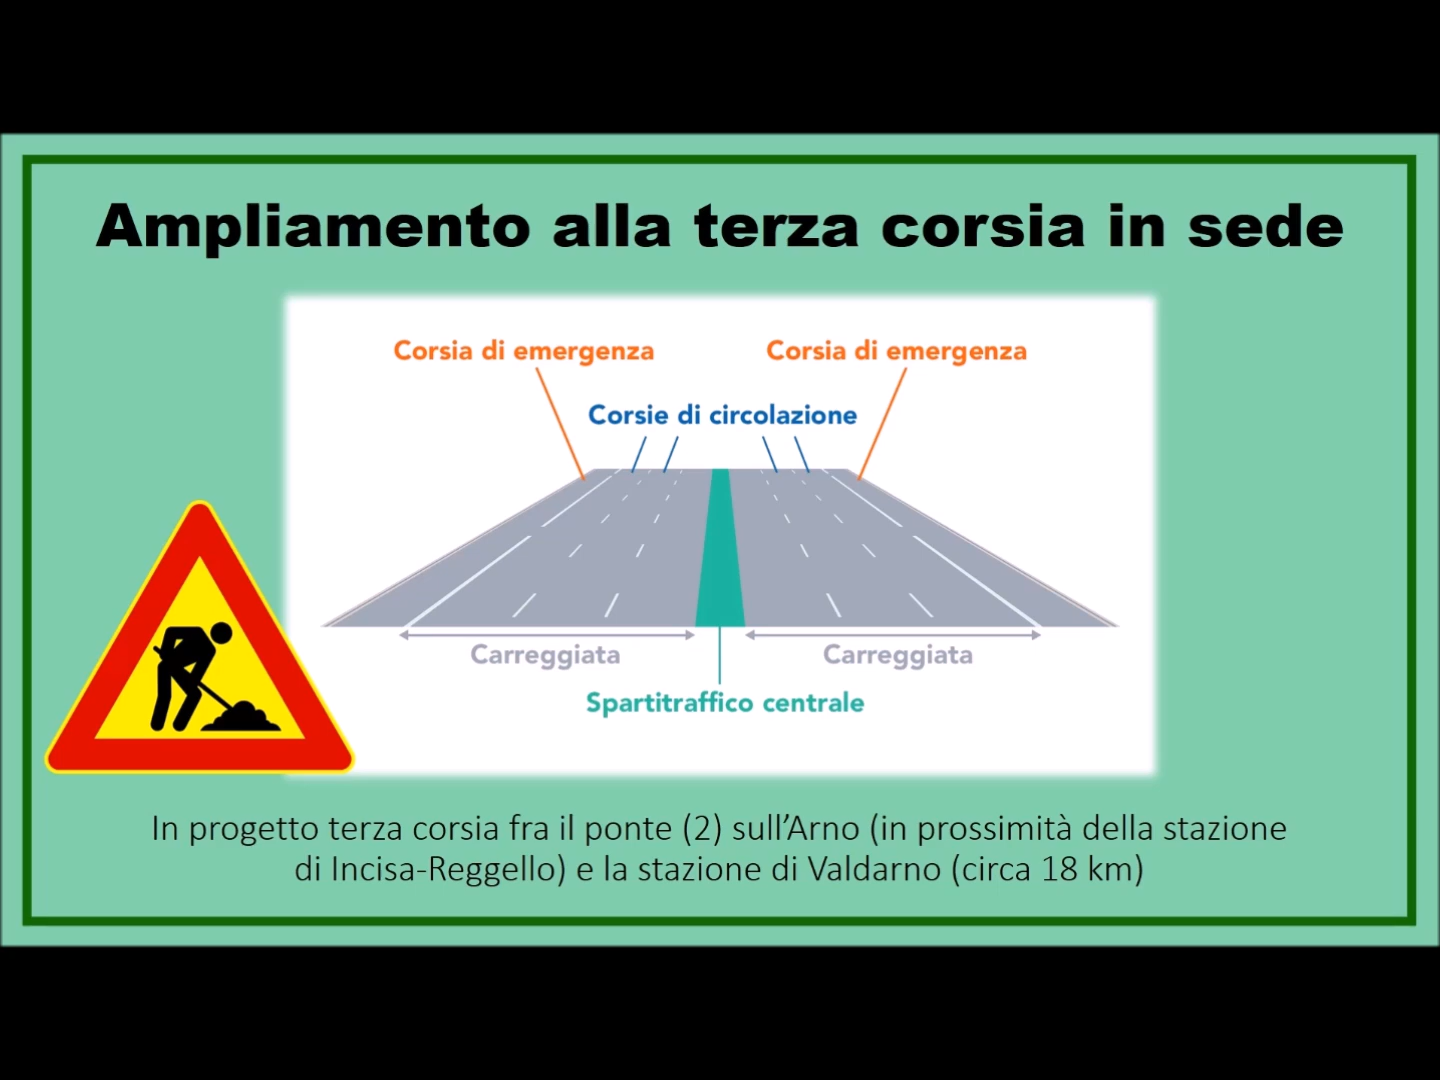 Ampliamento alla terza corsia in sede
Corsia di emergenza
Corsia di emergenza
Corsie di circolazione
Carreggiata
Carreggiata
Spartitraffico centrale
In progetto terza corsia fra il ponte (2) sull’Arno (in prossimità della stazione
di Incisa-Reggello) e la stazione di Valdarno (circa 18 km)